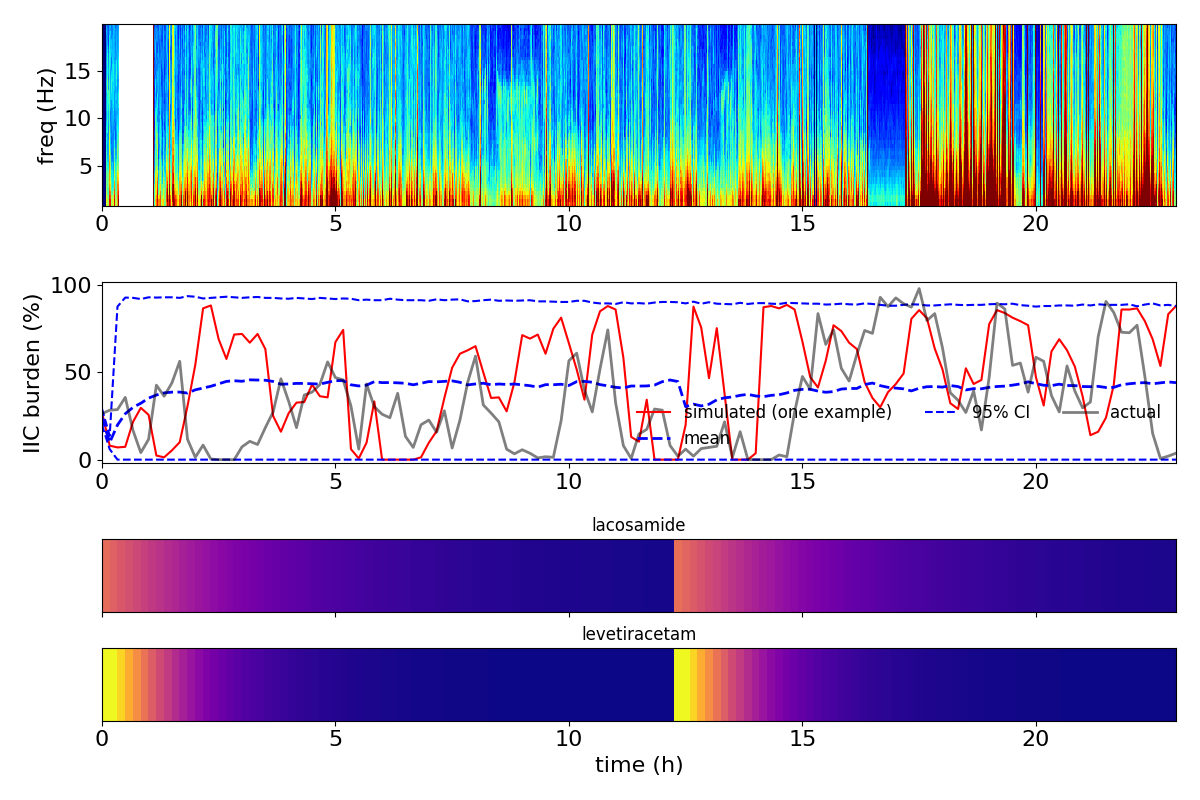 freq (Hz)
15
10
5
0 5 10 15 20
IIC burden (%)
100
50
0
simulated (one example) 95% CI actual
mean
0 5 10 15 20
lacosamide
levetiracetam
0 5 10 15 20
time (h)